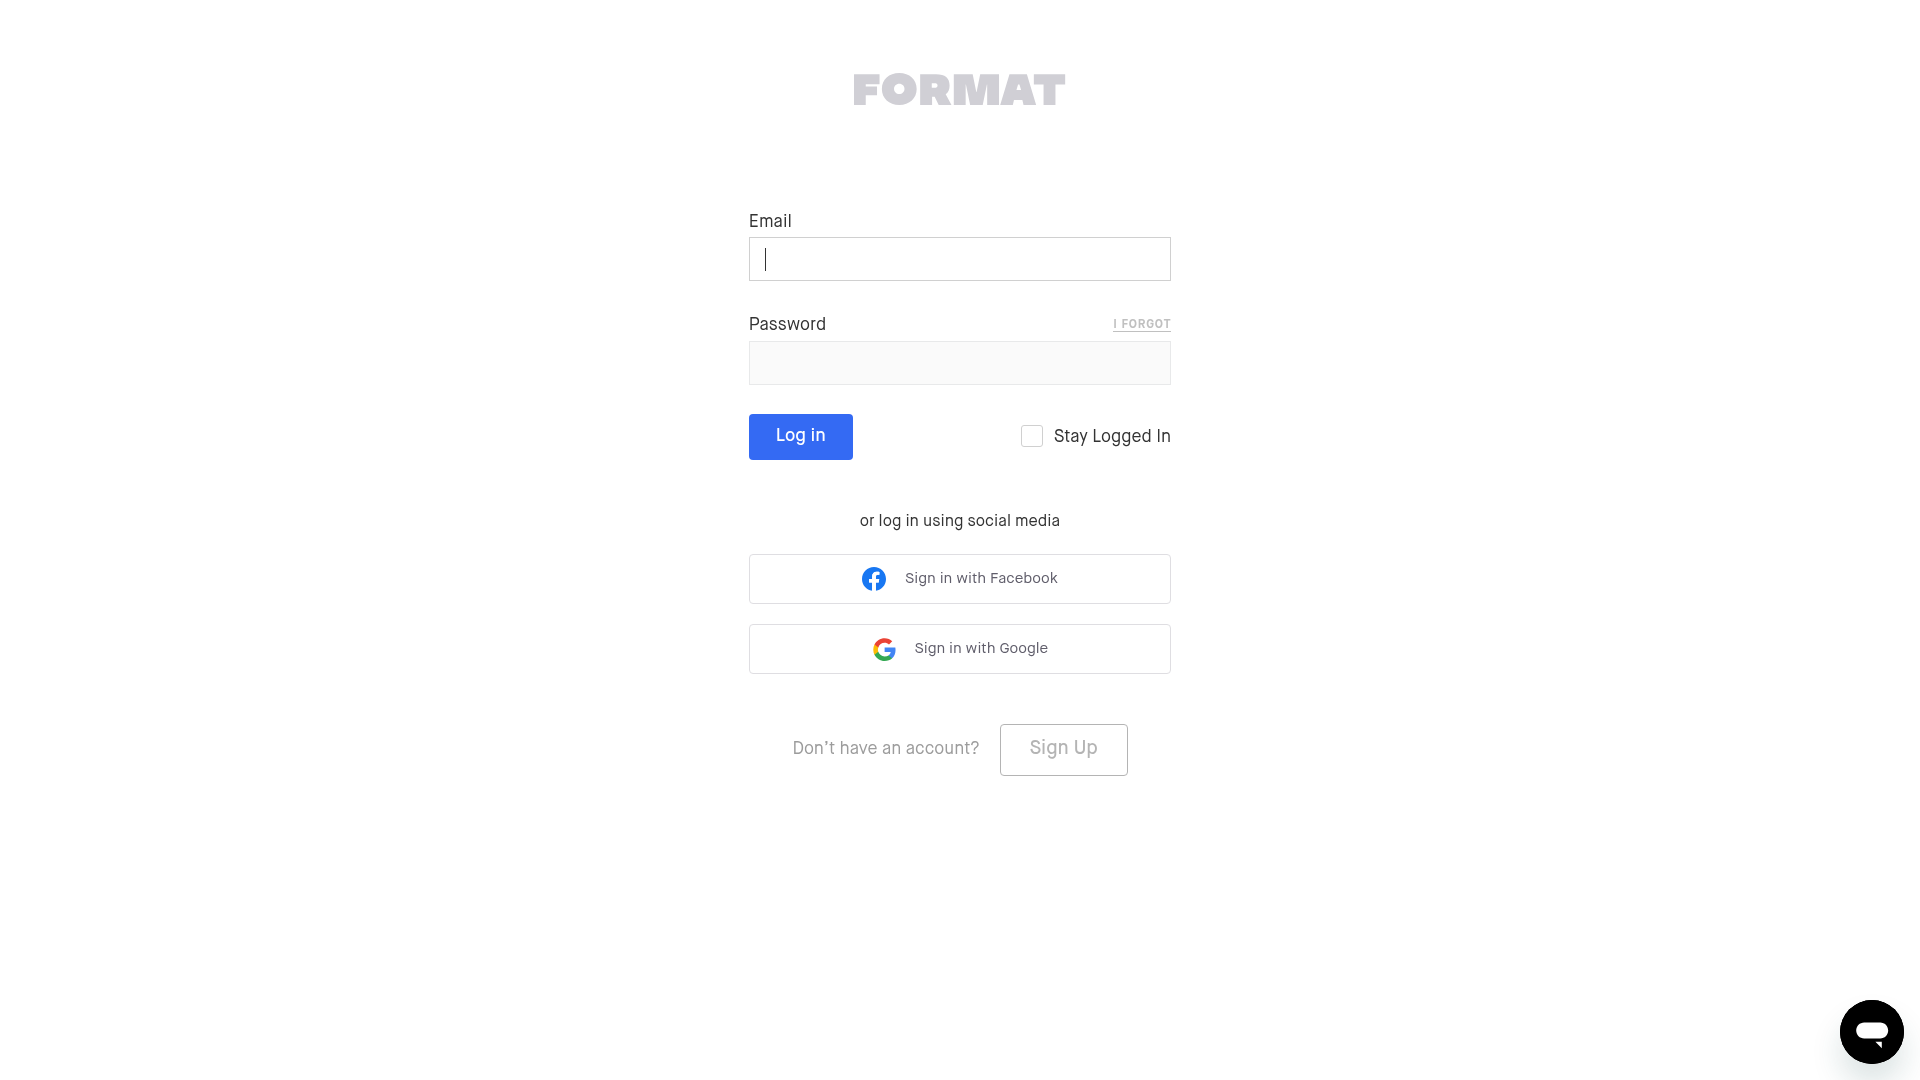 FORMAT
Email
Password
I FORGOT
Log in
Stay Logged In
or log in using social media
Sign in with Facebook
Sign in with Google
Don’t have an account?
Sign Up